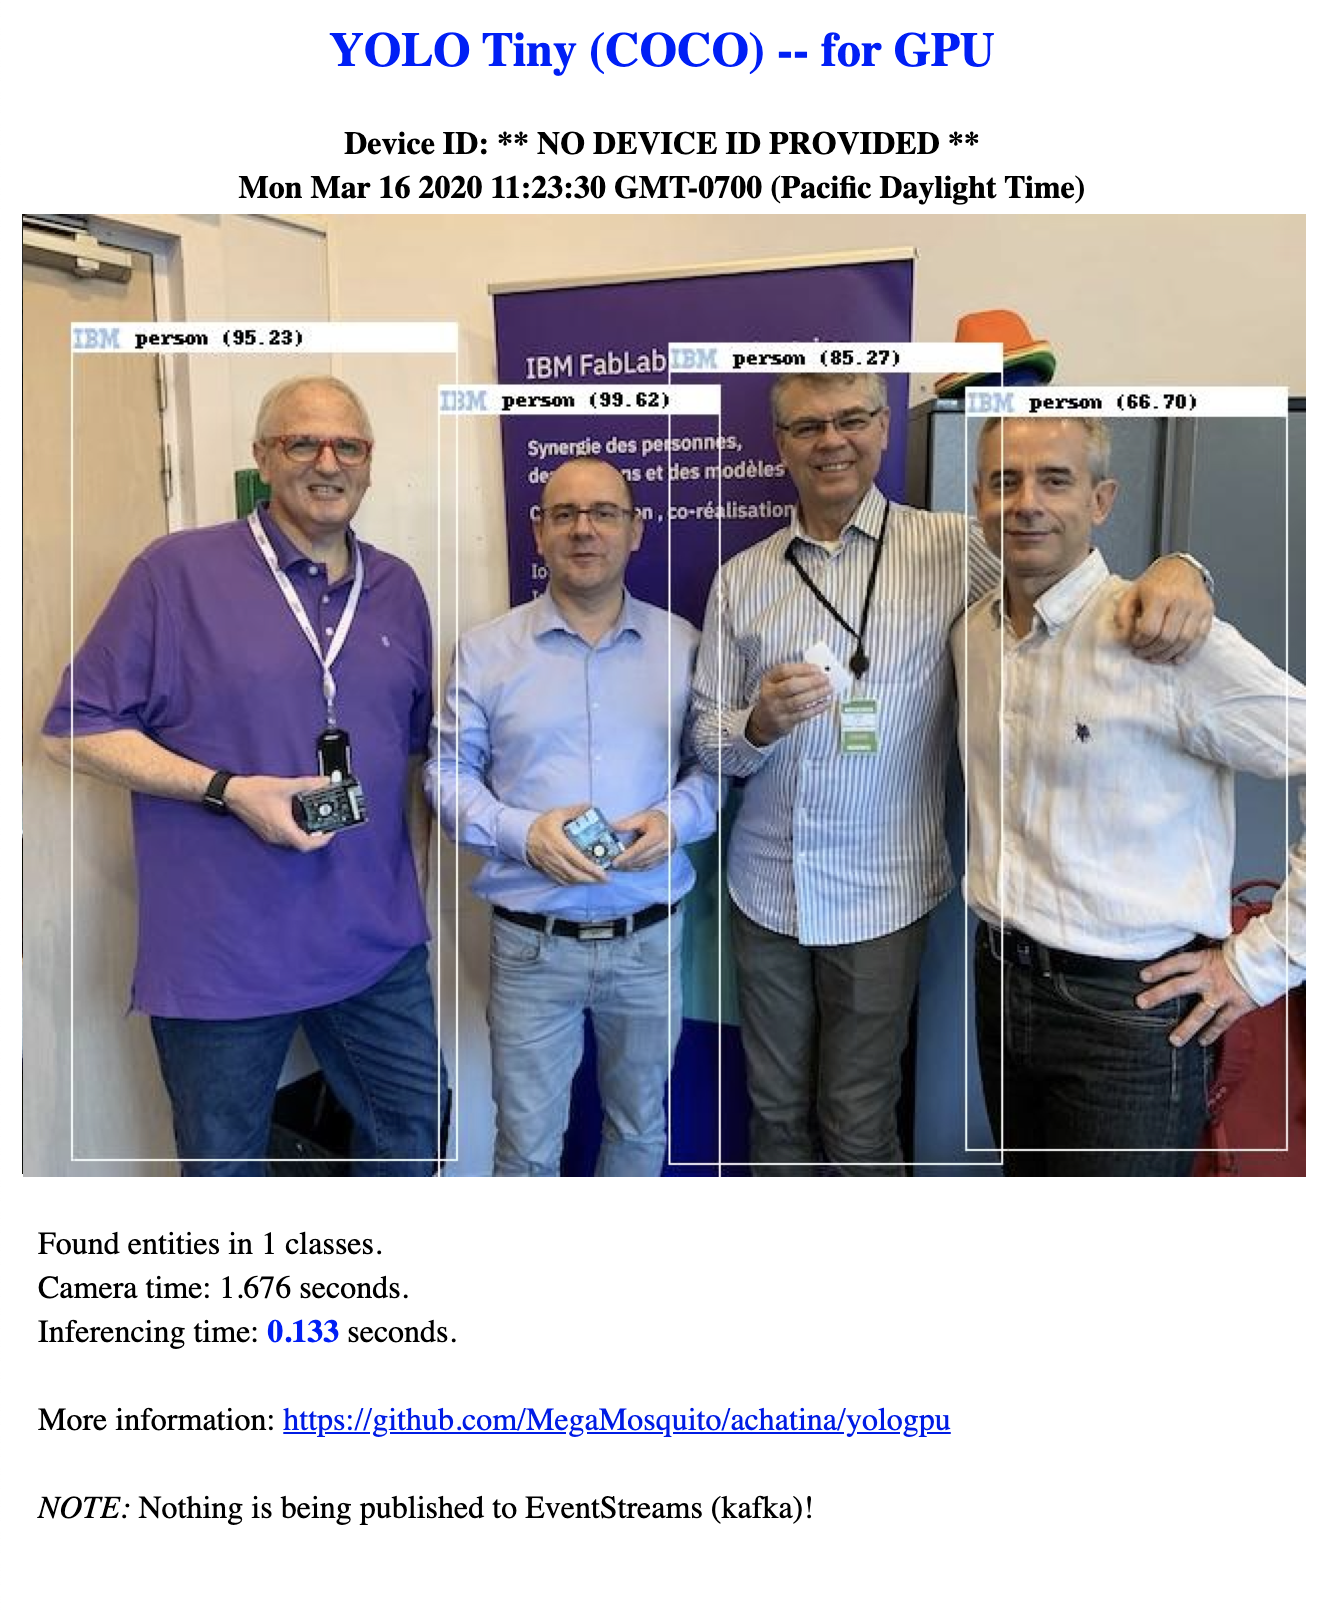 YOLO Tiny (COCO) -- for GPU
Device ID: ** NO DEVICE ID PROVIDED **
Mon Mar 16 2020 11:23:30 GMT-0700 (Pacific Daylight Time)
IBM person (95.23)
IBM person (85.27)
IBM FabLab
IBM person (99.62)
IBM person (66.70)
Synergie des personnes,
et des modèles
, co-réalisation
Found entities in 1 classes.
Camera time: 1.676 seconds.
Inferencing time: 0.133 seconds.
More information: https://github.com/MegaMosquito/achatina/yologpu
NOTE: Nothing is being published to EventStreams (kafka)!